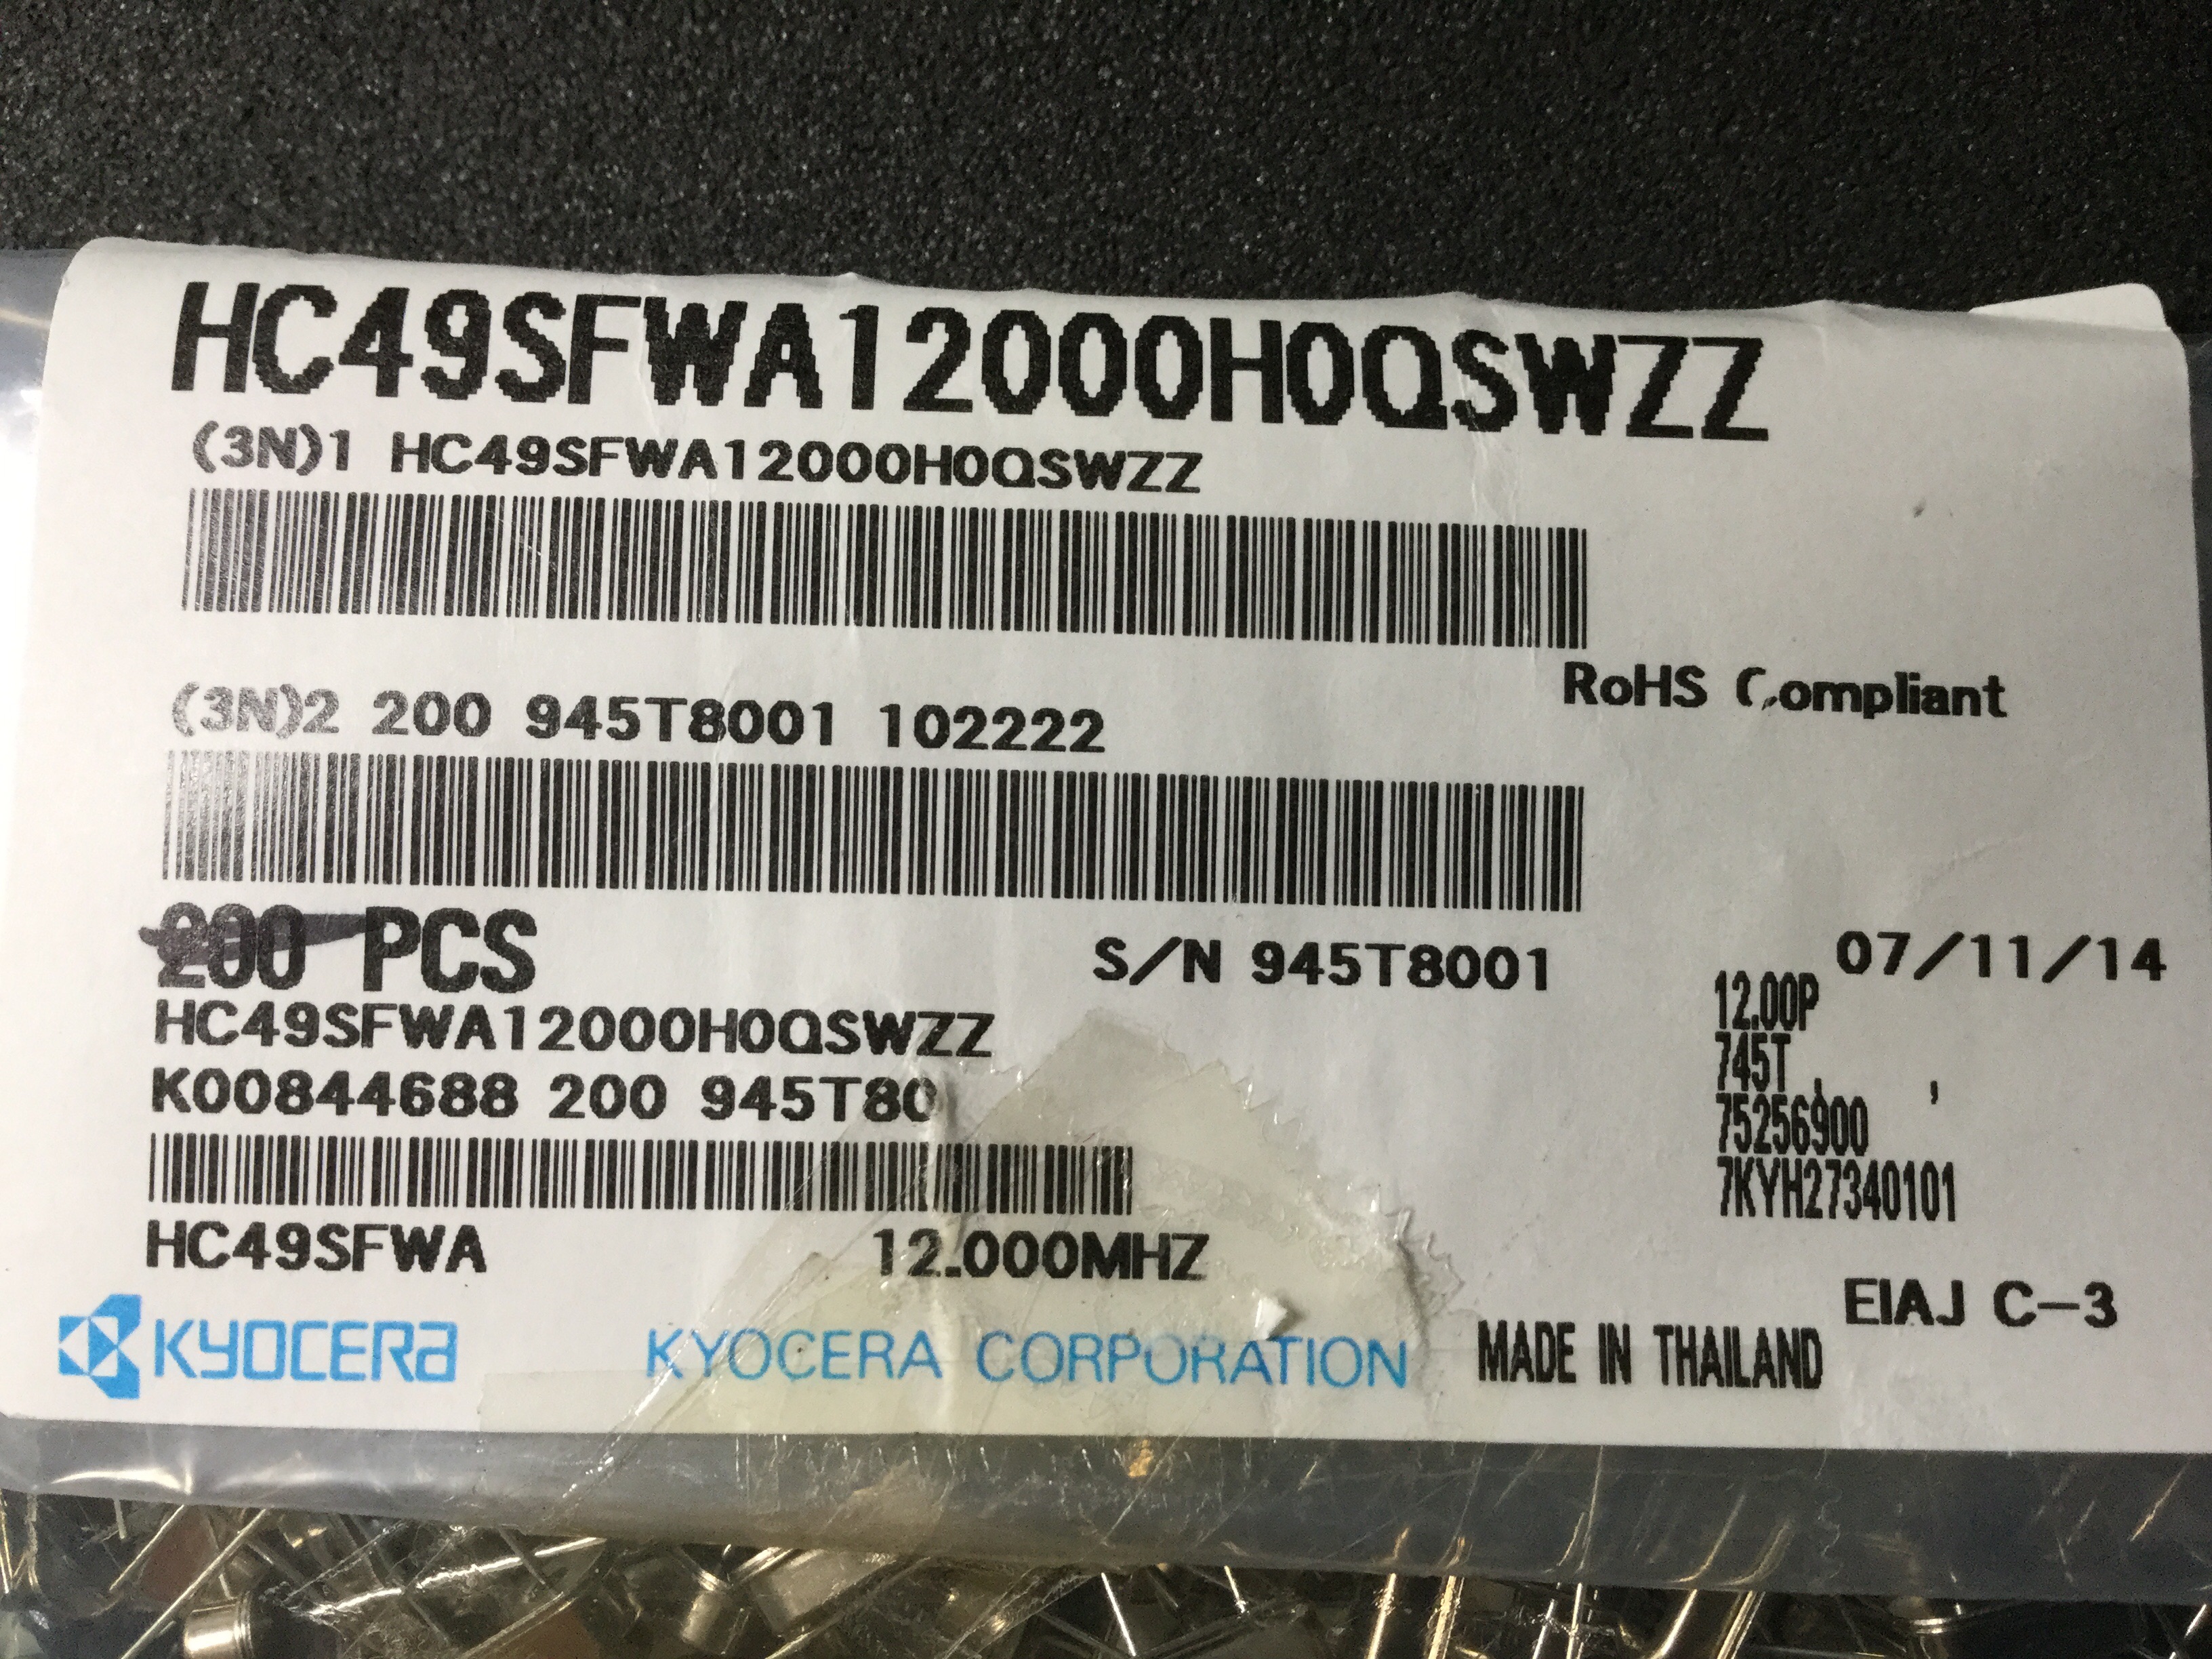 HC49SFWA12000H0QSWZZ
(3N)1 HC49SFWA12000H0QSWZZ
RoHS Compliant
(3N)2 200 945T8001 102222
200 PCS
S/N 945T8001
07/11/14
HC49SFWA12000H0QSWZZ
12.00P
745T , ,
K00844688 200 945T80
75256900
7KYH27340101
HC49SFWA 12.000MHZ
EIAJ C-3
KYOCERA KYOCERA CORPORATION MADE IN THAILAND